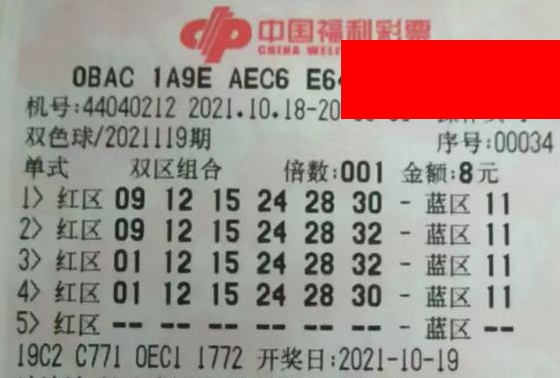 中国福利彩票
CHINA WEL
0BAC 1A9E AEC6 E64
机号:44040212 2021.10.18-20
双色球/2021119期 序号:00034
单式 双区组合 倍数:001 金额:8元
1> 红区 09 12 15 24 28 30 - 蓝区 11
2> 红区 09 12 15 24 28 32 - 蓝区 11
3> 红区 01 12 15 24 28 32 - 蓝区 11
4> 红区 01 12 15 24 28 30 - 蓝区 11
5> 红区 -- -- -- -- -- -- - 蓝区 --
19C2 C771 0EC1 1772 开奖日:2021-10-19